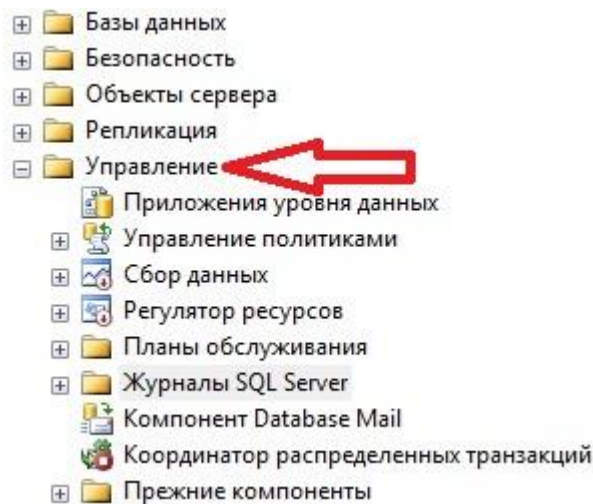 Базы данных
Безопасность
Объекты сервера
Репликация
Управление
Приложения уровня данных
Управление политиками
Сбор данных
Регулятор ресурсов
Планы обслуживания
Журналы SQL Server
Компонент Database Mail
Координатор распределенных транзакций
Прежние компоненты